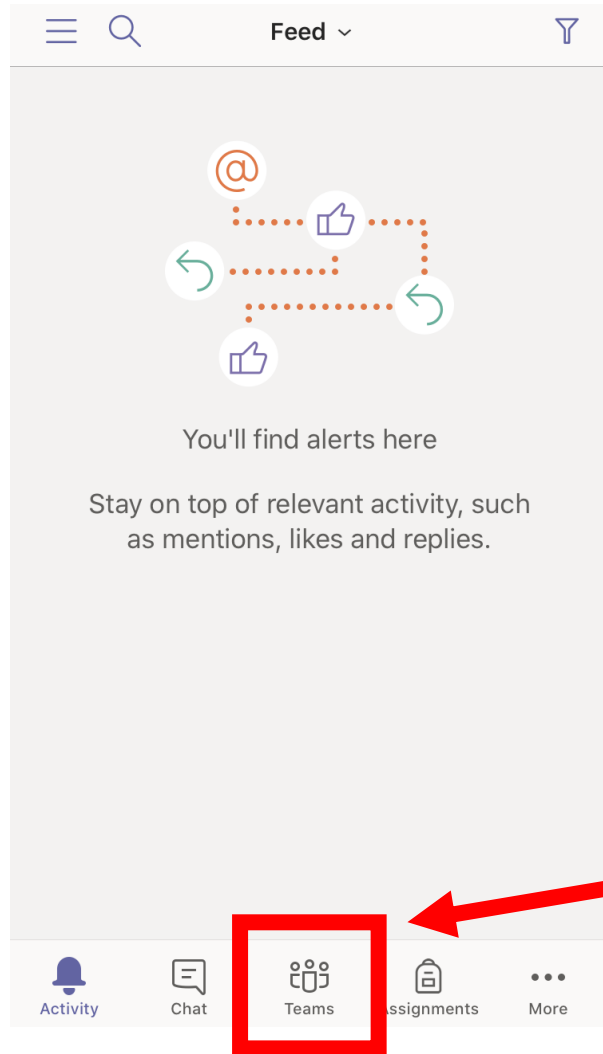 Feed
@
You'll find alerts here
Stay on top of relevant activity, such
as mentions, likes and replies.
Activity Chat Teams ssignments More